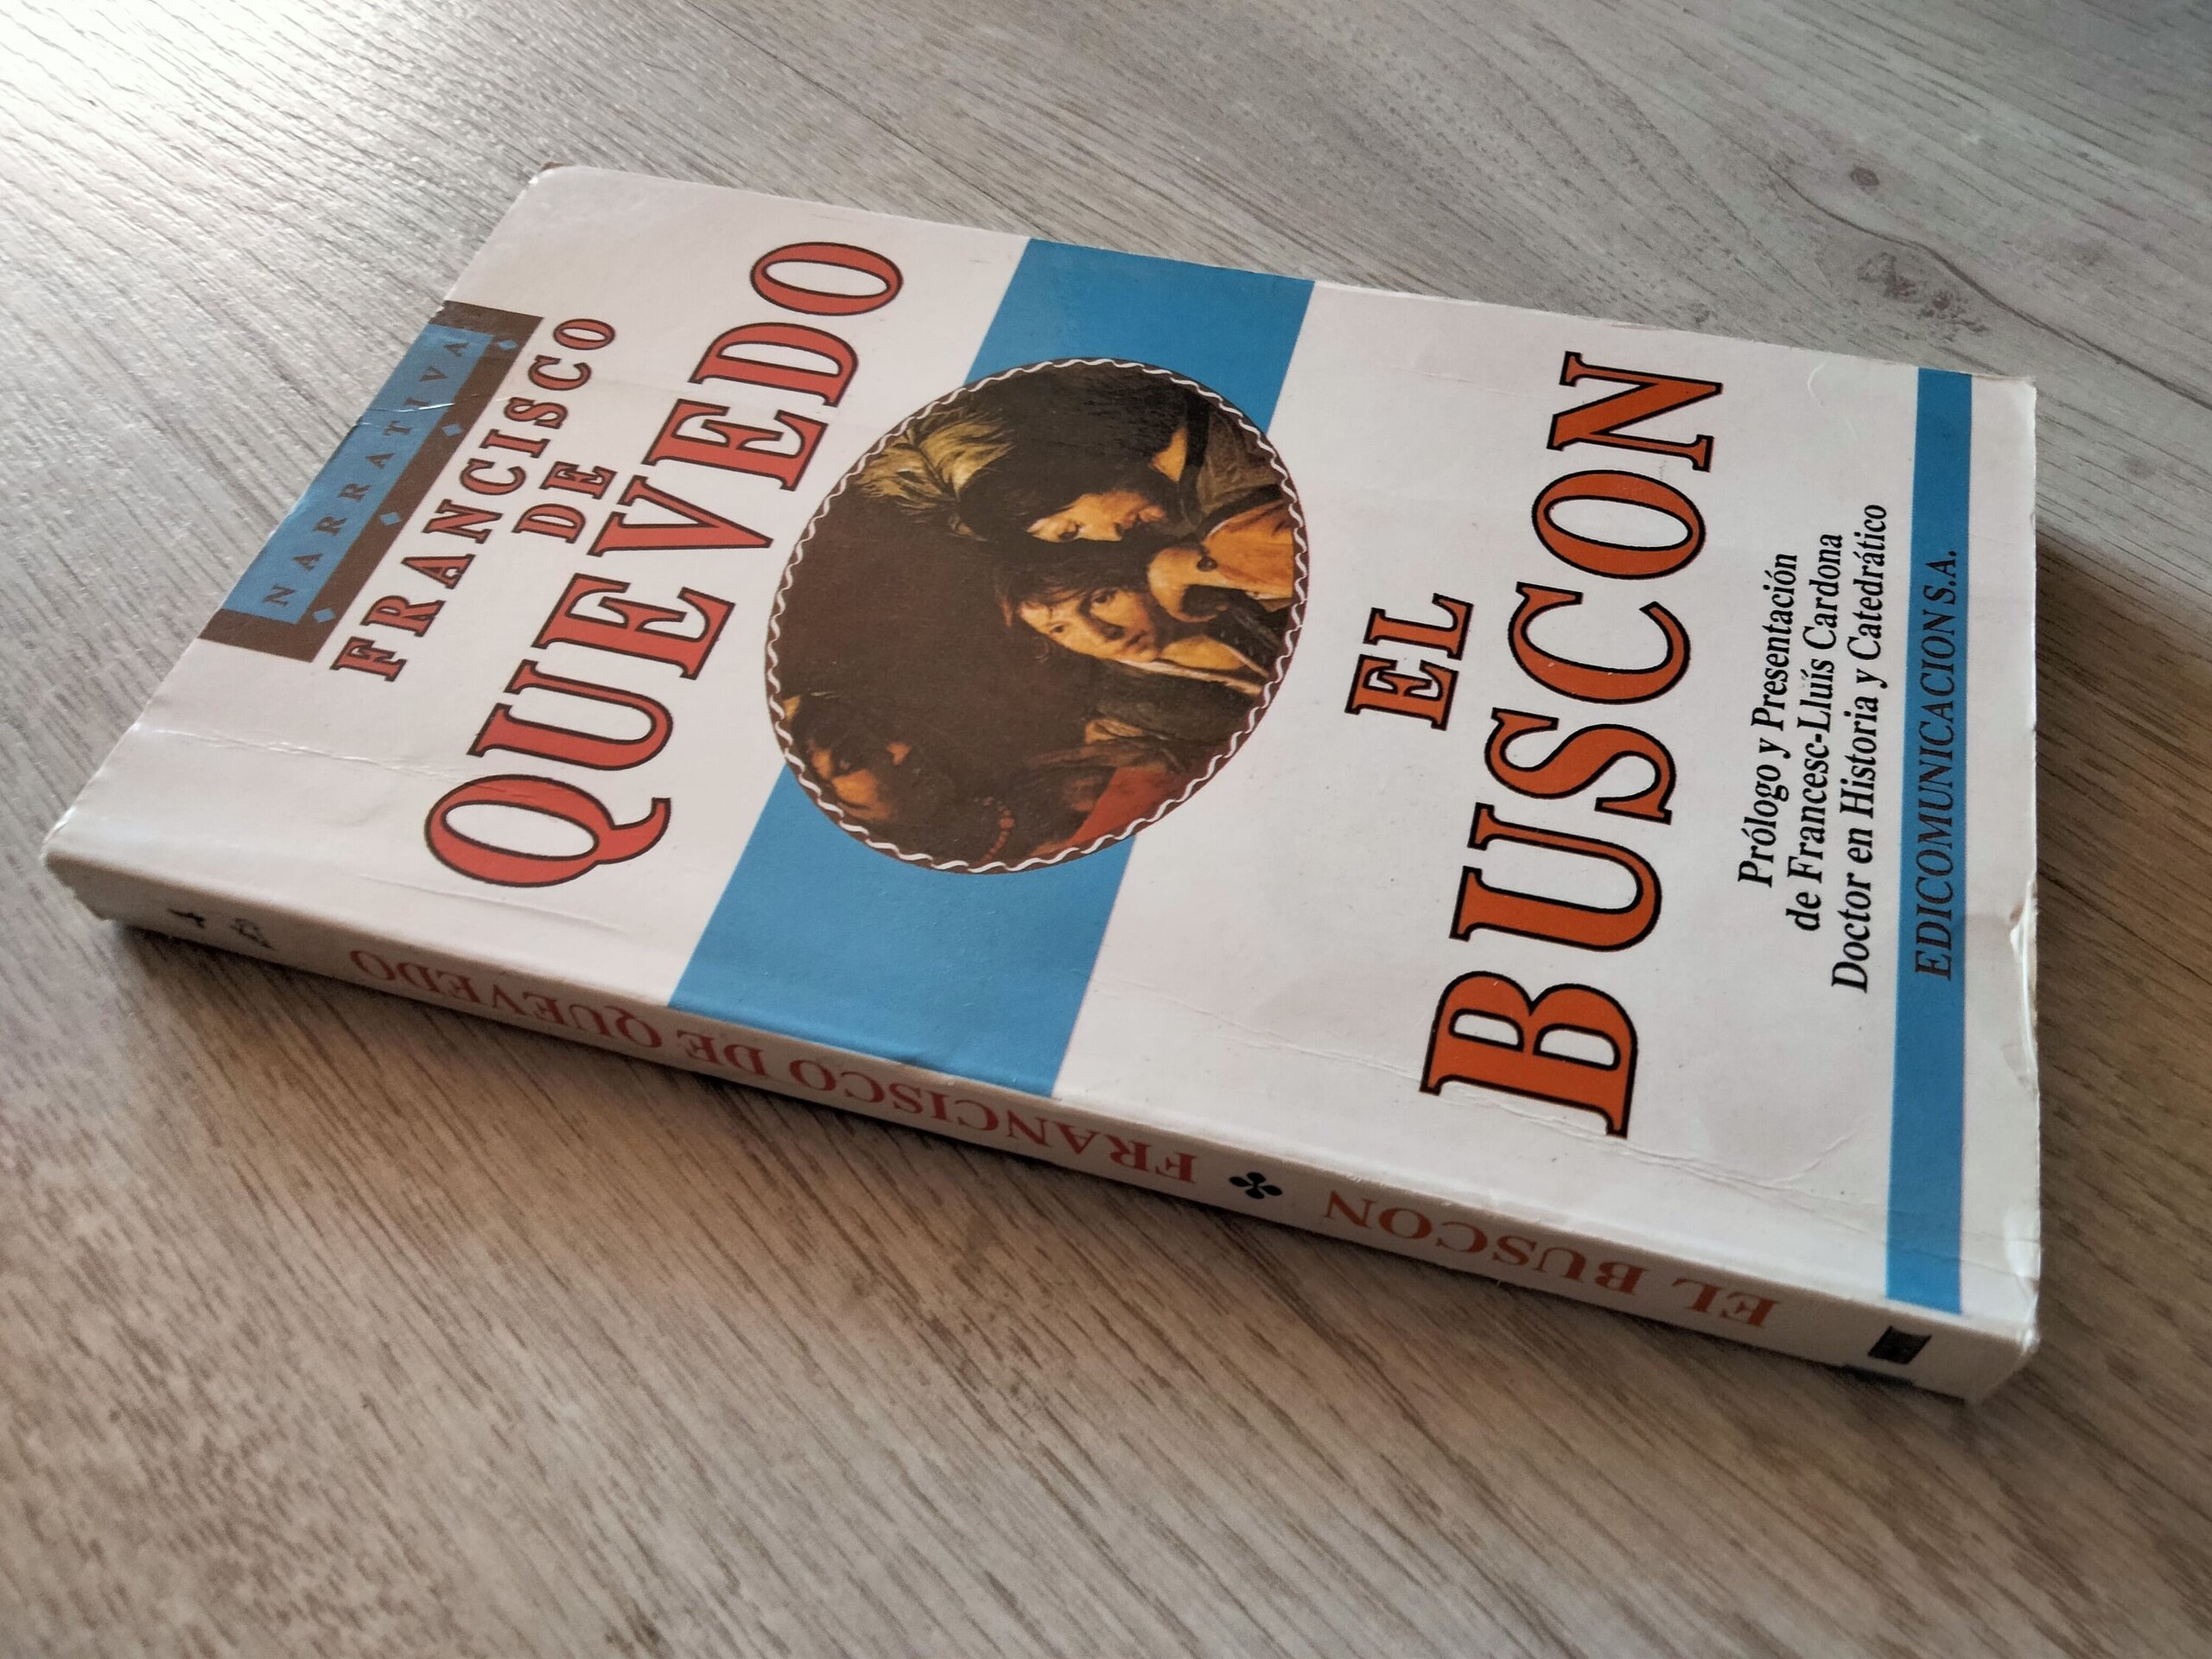 NARRATIVA
FRANCISCO
DE
QUEVEDO
EL
BUSCON
Prólogo y Presentación
de Francesc-Lluís Cardona
Doctor en Historia y Catedrático
EDICOMUNICACION S.A.
EL BUSCON ✤ FRANCISCO DE QUEVEDO